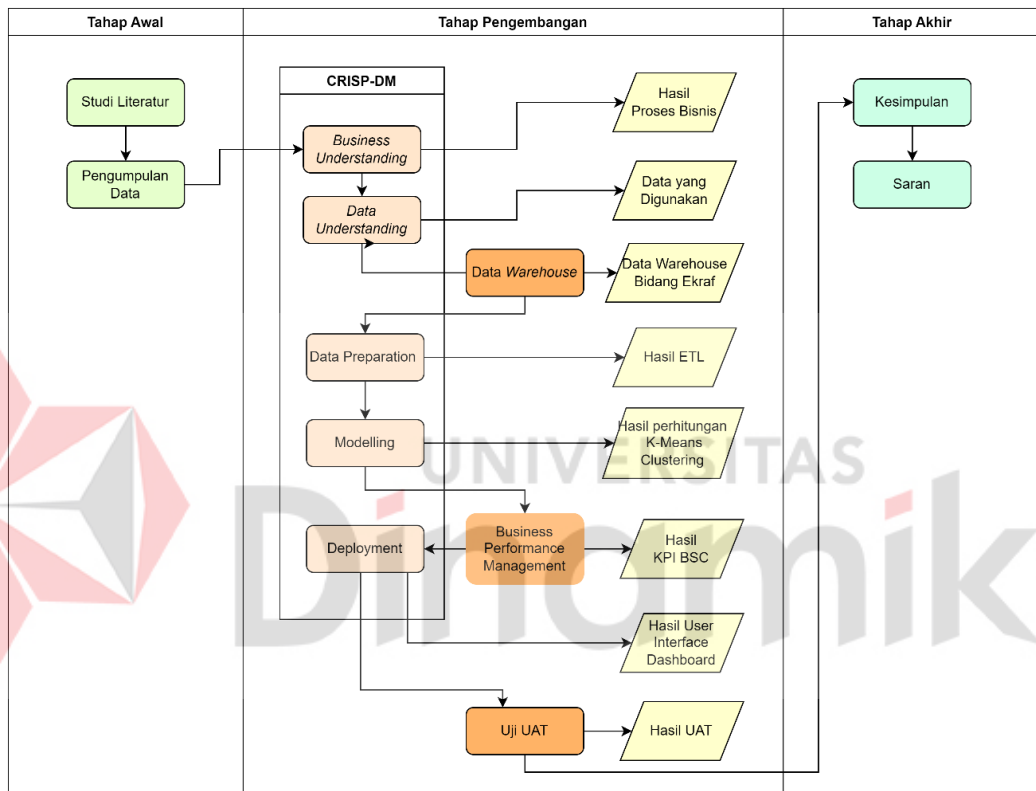 Tahap Awal
Tahap Pengembangan
Tahap Akhir
Studi Literatur
Pengumpulan
Data
CRISP-DM
Business
Understanding
Hasil
Proses Bisnis
Data
Understanding
Data yang
Digunakan
Data Warehouse
Data Warehouse
Bidang Ekraf
Data Preparation
Hasil ETL
Modelling
Hasil perhitungan
K-Means
Clustering
Deployment
Business
Performance
Management
Hasil
KPI BSC
Hasil User
Interface
Dashboard
Uji UAT
Hasil UAT
Kesimpulan
Saran
UNIVERSITAS
Dinamika